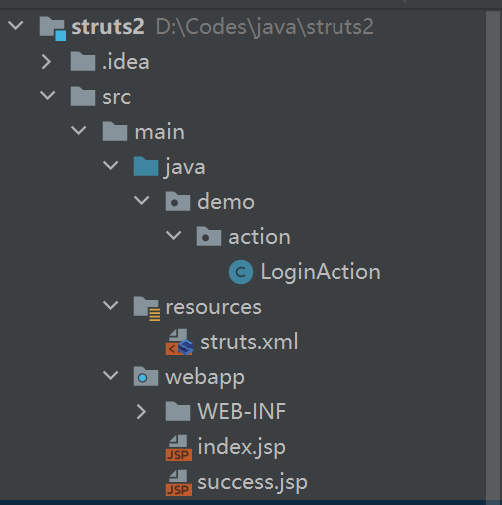 struts2 D:\Codes\java\struts2
.idea
src
main
java
demo
action
C LoginAction
resources
struts.xml
webapp
WEB-INF
JSP index.jsp
JSP success.jsp